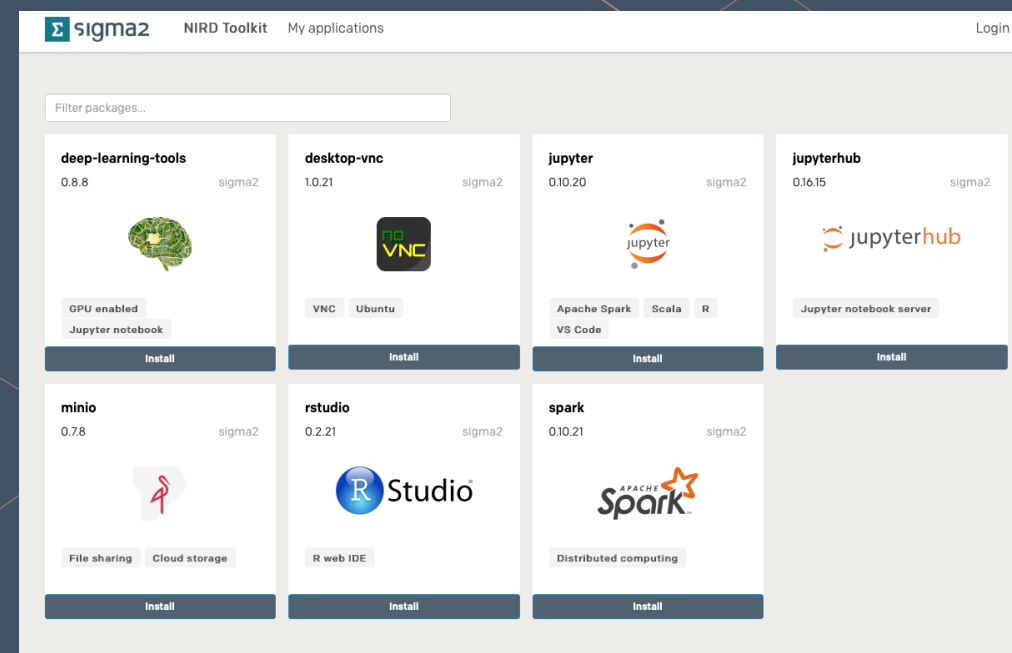 Σ sigma2 NIRD Toolkit My applications Login
Filter packages...
deep-learning-tools
0.8.8 sigma2
GPU enabled
Jupyter notebook
Install
desktop-vnc
1.0.21 sigma2
no
VNC
VNC Ubuntu
Install
jupyter
0.10.20 sigma2
jupyter
Apache Spark Scala R
VS Code
Install
jupyterhub
0.16.15 sigma2
jupyterhub
Jupyter notebook server
Install
minio
0.7.8 sigma2
File sharing Cloud storage
Install
rstudio
0.2.21 sigma2
R Studio
R web IDE
Install
spark
0.10.21 sigma2
APACHE
Spark™
Distributed computing
Install